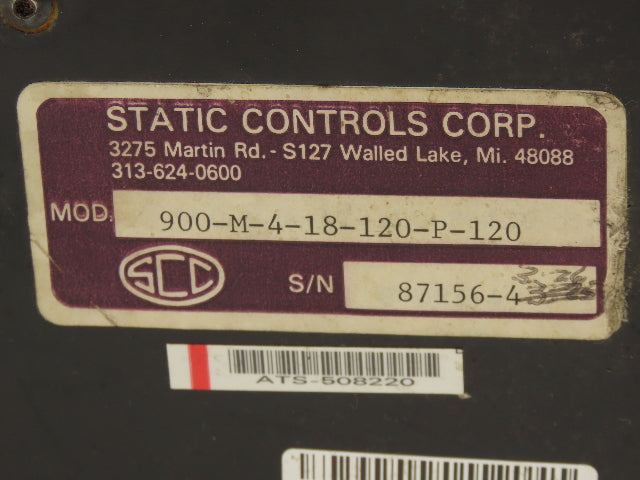 STATIC CONTROLS CORP.
3275 Martin Rd. - S127 Walled Lake, Mi. 48088
313-624-0600
MOD. 900-M-4-18-120-P-120
SCC S/N 87156-4
ATS-508220